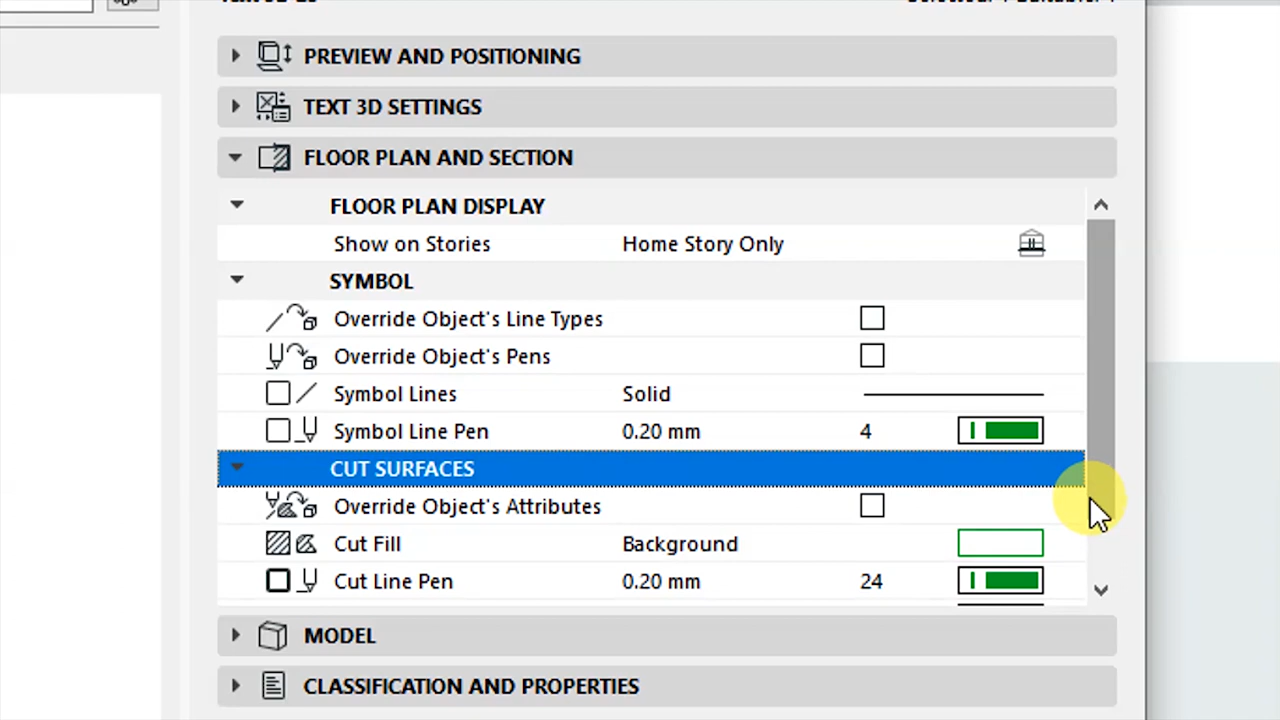 PREVIEW AND POSITIONING
TEXT 3D SETTINGS
FLOOR PLAN AND SECTION
FLOOR PLAN DISPLAY
Show on Stories Home Story Only
SYMBOL
Override Object's Line Types
Override Object's Pens
Symbol Lines Solid
Symbol Line Pen 0.20 mm 4
CUT SURFACES
Override Object's Attributes
Cut Fill Background
Cut Line Pen 0.20 mm 24
MODEL
CLASSIFICATION AND PROPERTIES